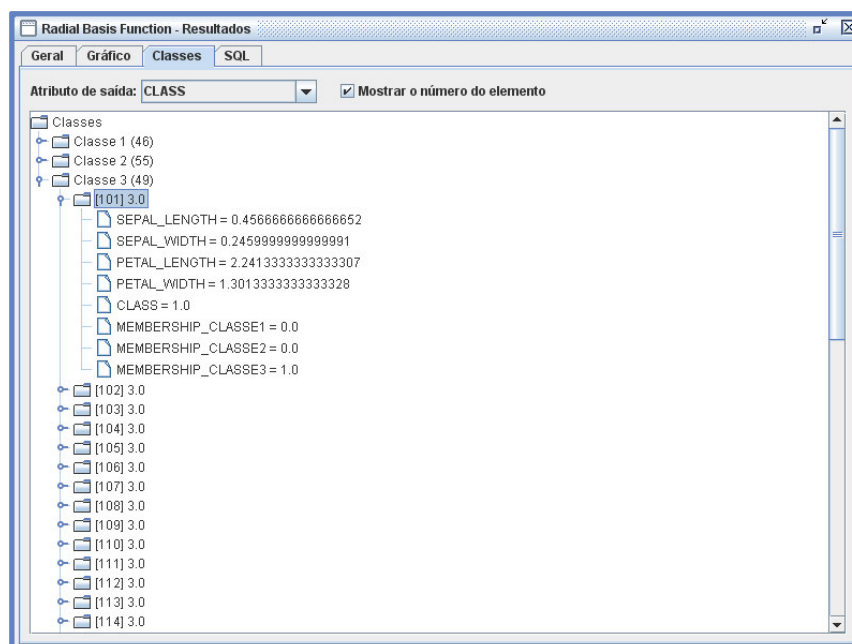 Radial Basis Function - Resultados
Geral Gráfico Classes SQL
Atributo de saída: CLASS Mostrar o número do elemento
Classes
Classe 1 (46)
Classe 2 (55)
Classe 3 (49)
[101] 3.0
SEPAL_LENGTH = 0.4566666666666652
SEPAL_WIDTH = 0.2459999999999991
PETAL_LENGTH = 2.2413333333333307
PETAL_WIDTH = 1.3013333333333328
CLASS = 1.0
MEMBERSHIP_CLASSE1 = 0.0
MEMBERSHIP_CLASSE2 = 0.0
MEMBERSHIP_CLASSE3 = 1.0
[102] 3.0
[103] 3.0
[104] 3.0
[105] 3.0
[106] 3.0
[107] 3.0
[108] 3.0
[109] 3.0
[110] 3.0
[111] 3.0
[112] 3.0
[113] 3.0
[114] 3.0